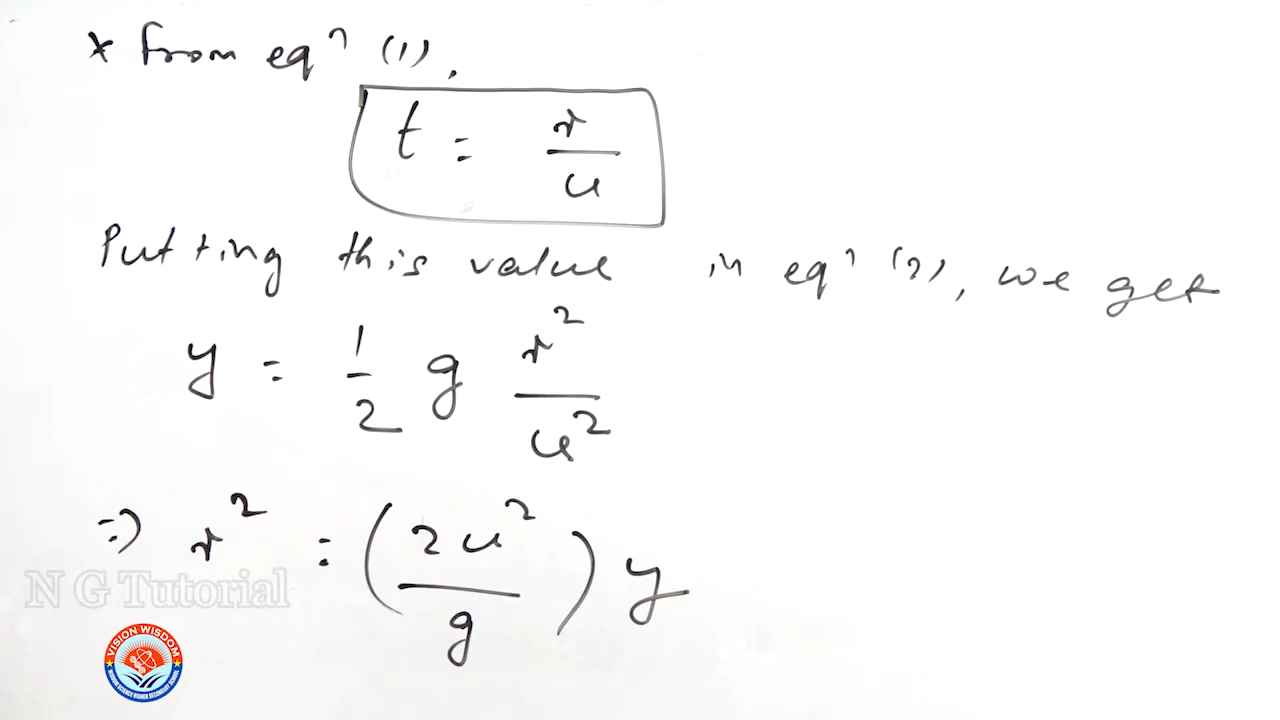 * From eqⁿ (1),
t = x/u
Putting this value in eqⁿ (2), we get
y = 1/2 g x²/u²
=> x² = (2u²/g) y
N G Tutorial
VISION WISDOM